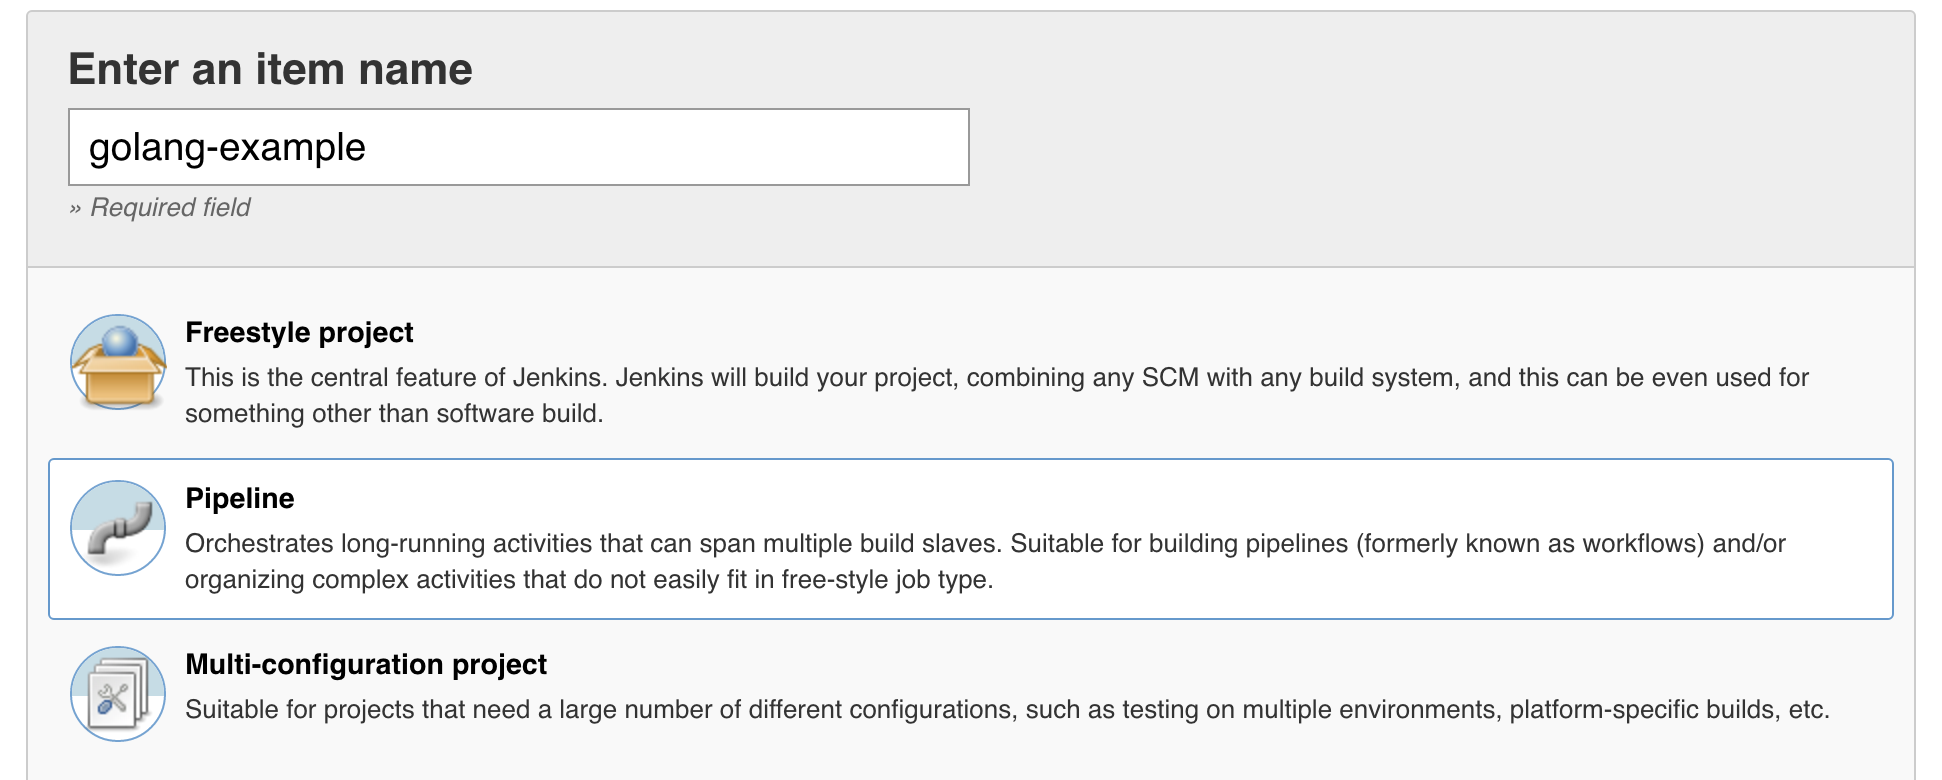 Enter an item name
golang-example
» Required field
Freestyle project
This is the central feature of Jenkins. Jenkins will build your project, combining any SCM with any build system, and this can be even used for
something other than software build.
Pipeline
Orchestrates long-running activities that can span multiple build slaves. Suitable for building pipelines (formerly known as workflows) and/or
organizing complex activities that do not easily fit in free-style job type.
Multi-configuration project
Suitable for projects that need a large number of different configurations, such as testing on multiple environments, platform-specific builds, etc.